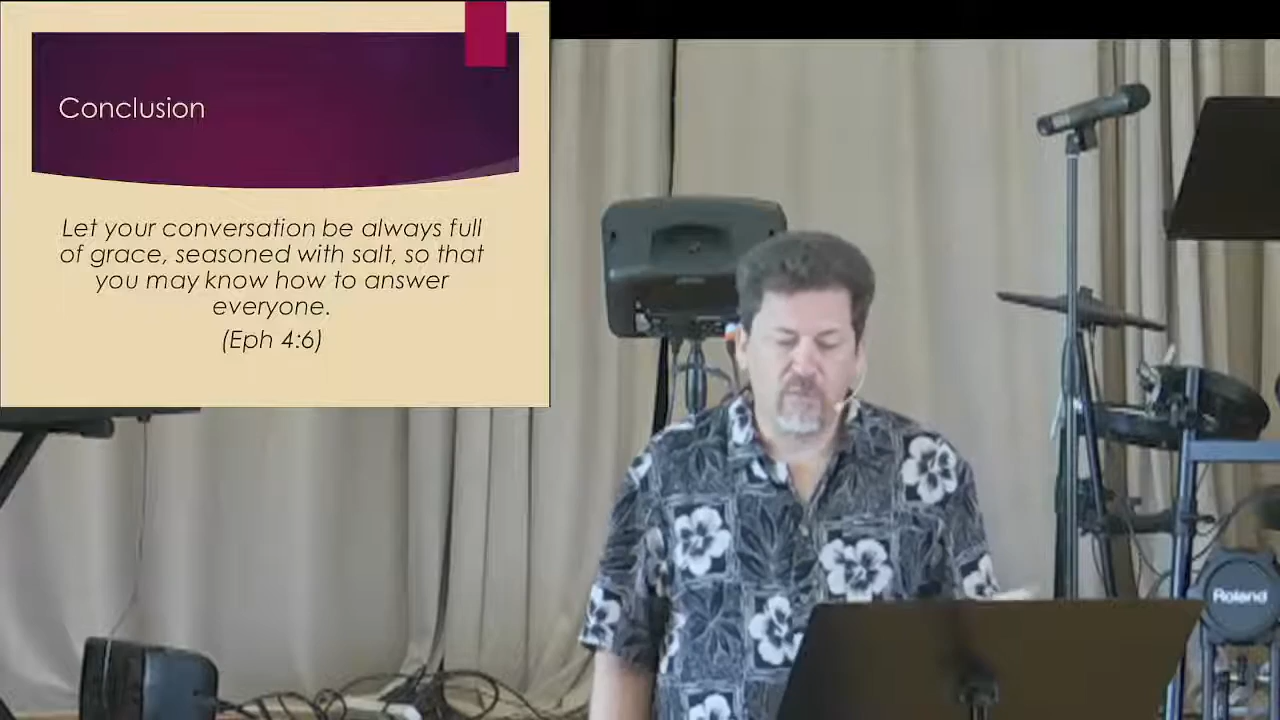 Conclusion
Let your conversation be always full
of grace, seasoned with salt, so that
you may know how to answer
everyone.
(Eph 4:6)
Roland